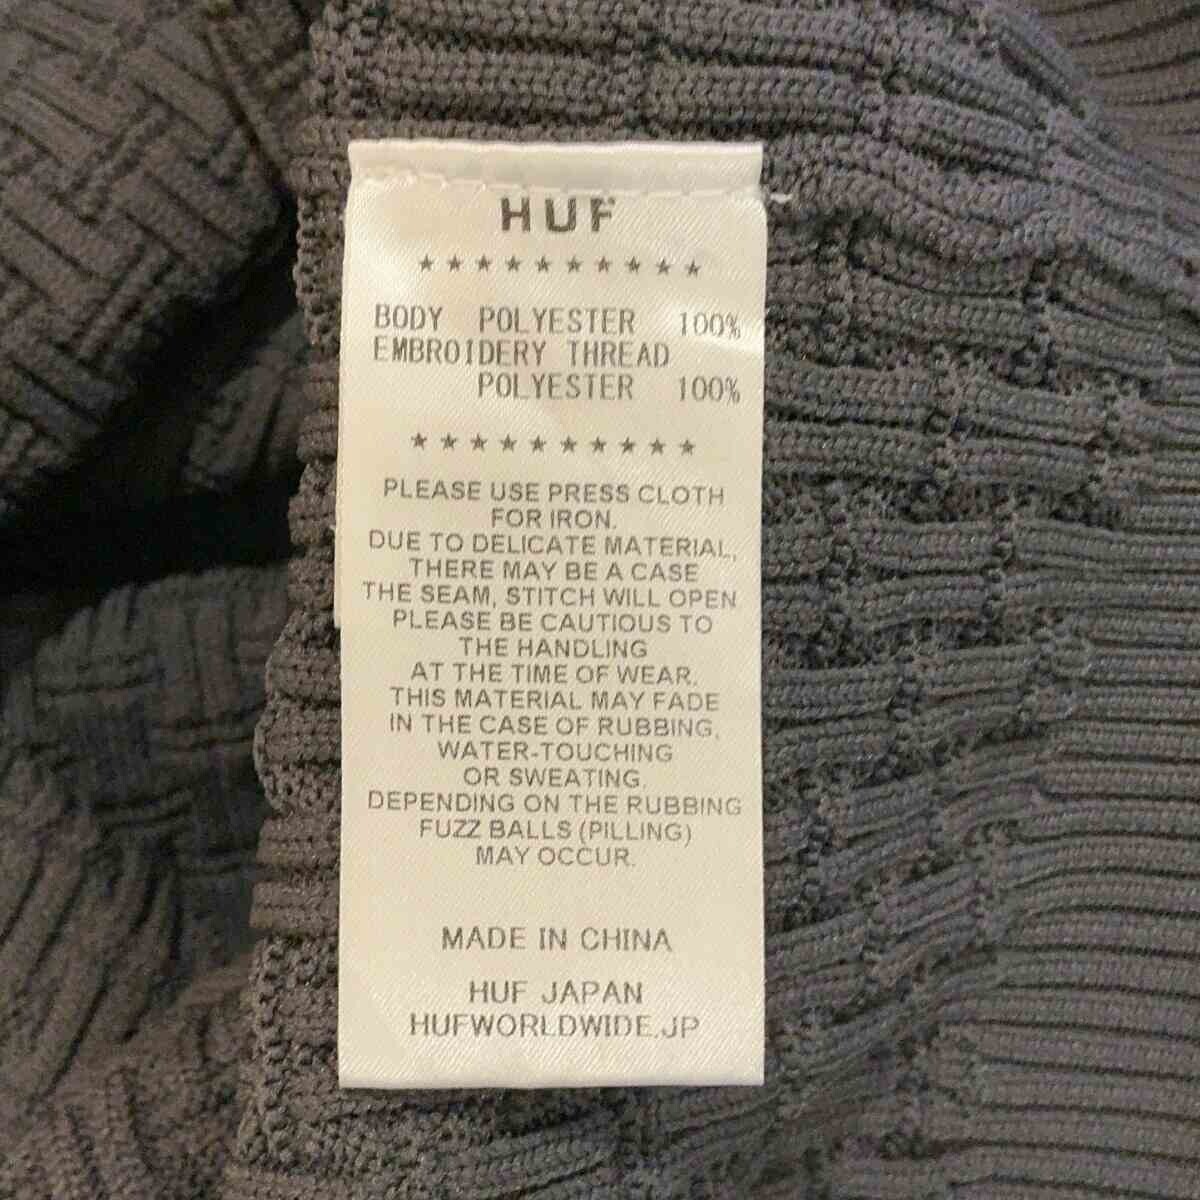 HUF
★★★★★★★★★★
BODY POLYESTER 100%
EMBROIDERY THREAD
POLYESTER 100%
★★★★★★★★★★
PLEASE USE PRESS CLOTH
FOR IRON.
DUE TO DELICATE MATERIAL,
THERE MAY BE A CASE
THE SEAM, STITCH WILL OPEN
PLEASE BE CAUTIOUS TO
THE HANDLING
AT THE TIME OF WEAR.
THIS MATERIAL MAY FADE
IN THE CASE OF RUBBING,
WATER-TOUCHING
OR SWEATING.
DEPENDING ON THE RUBBING
FUZZ BALLS (PILLING)
MAY OCCUR.
MADE IN CHINA
HUF JAPAN
HUFWORLDWIDE.JP